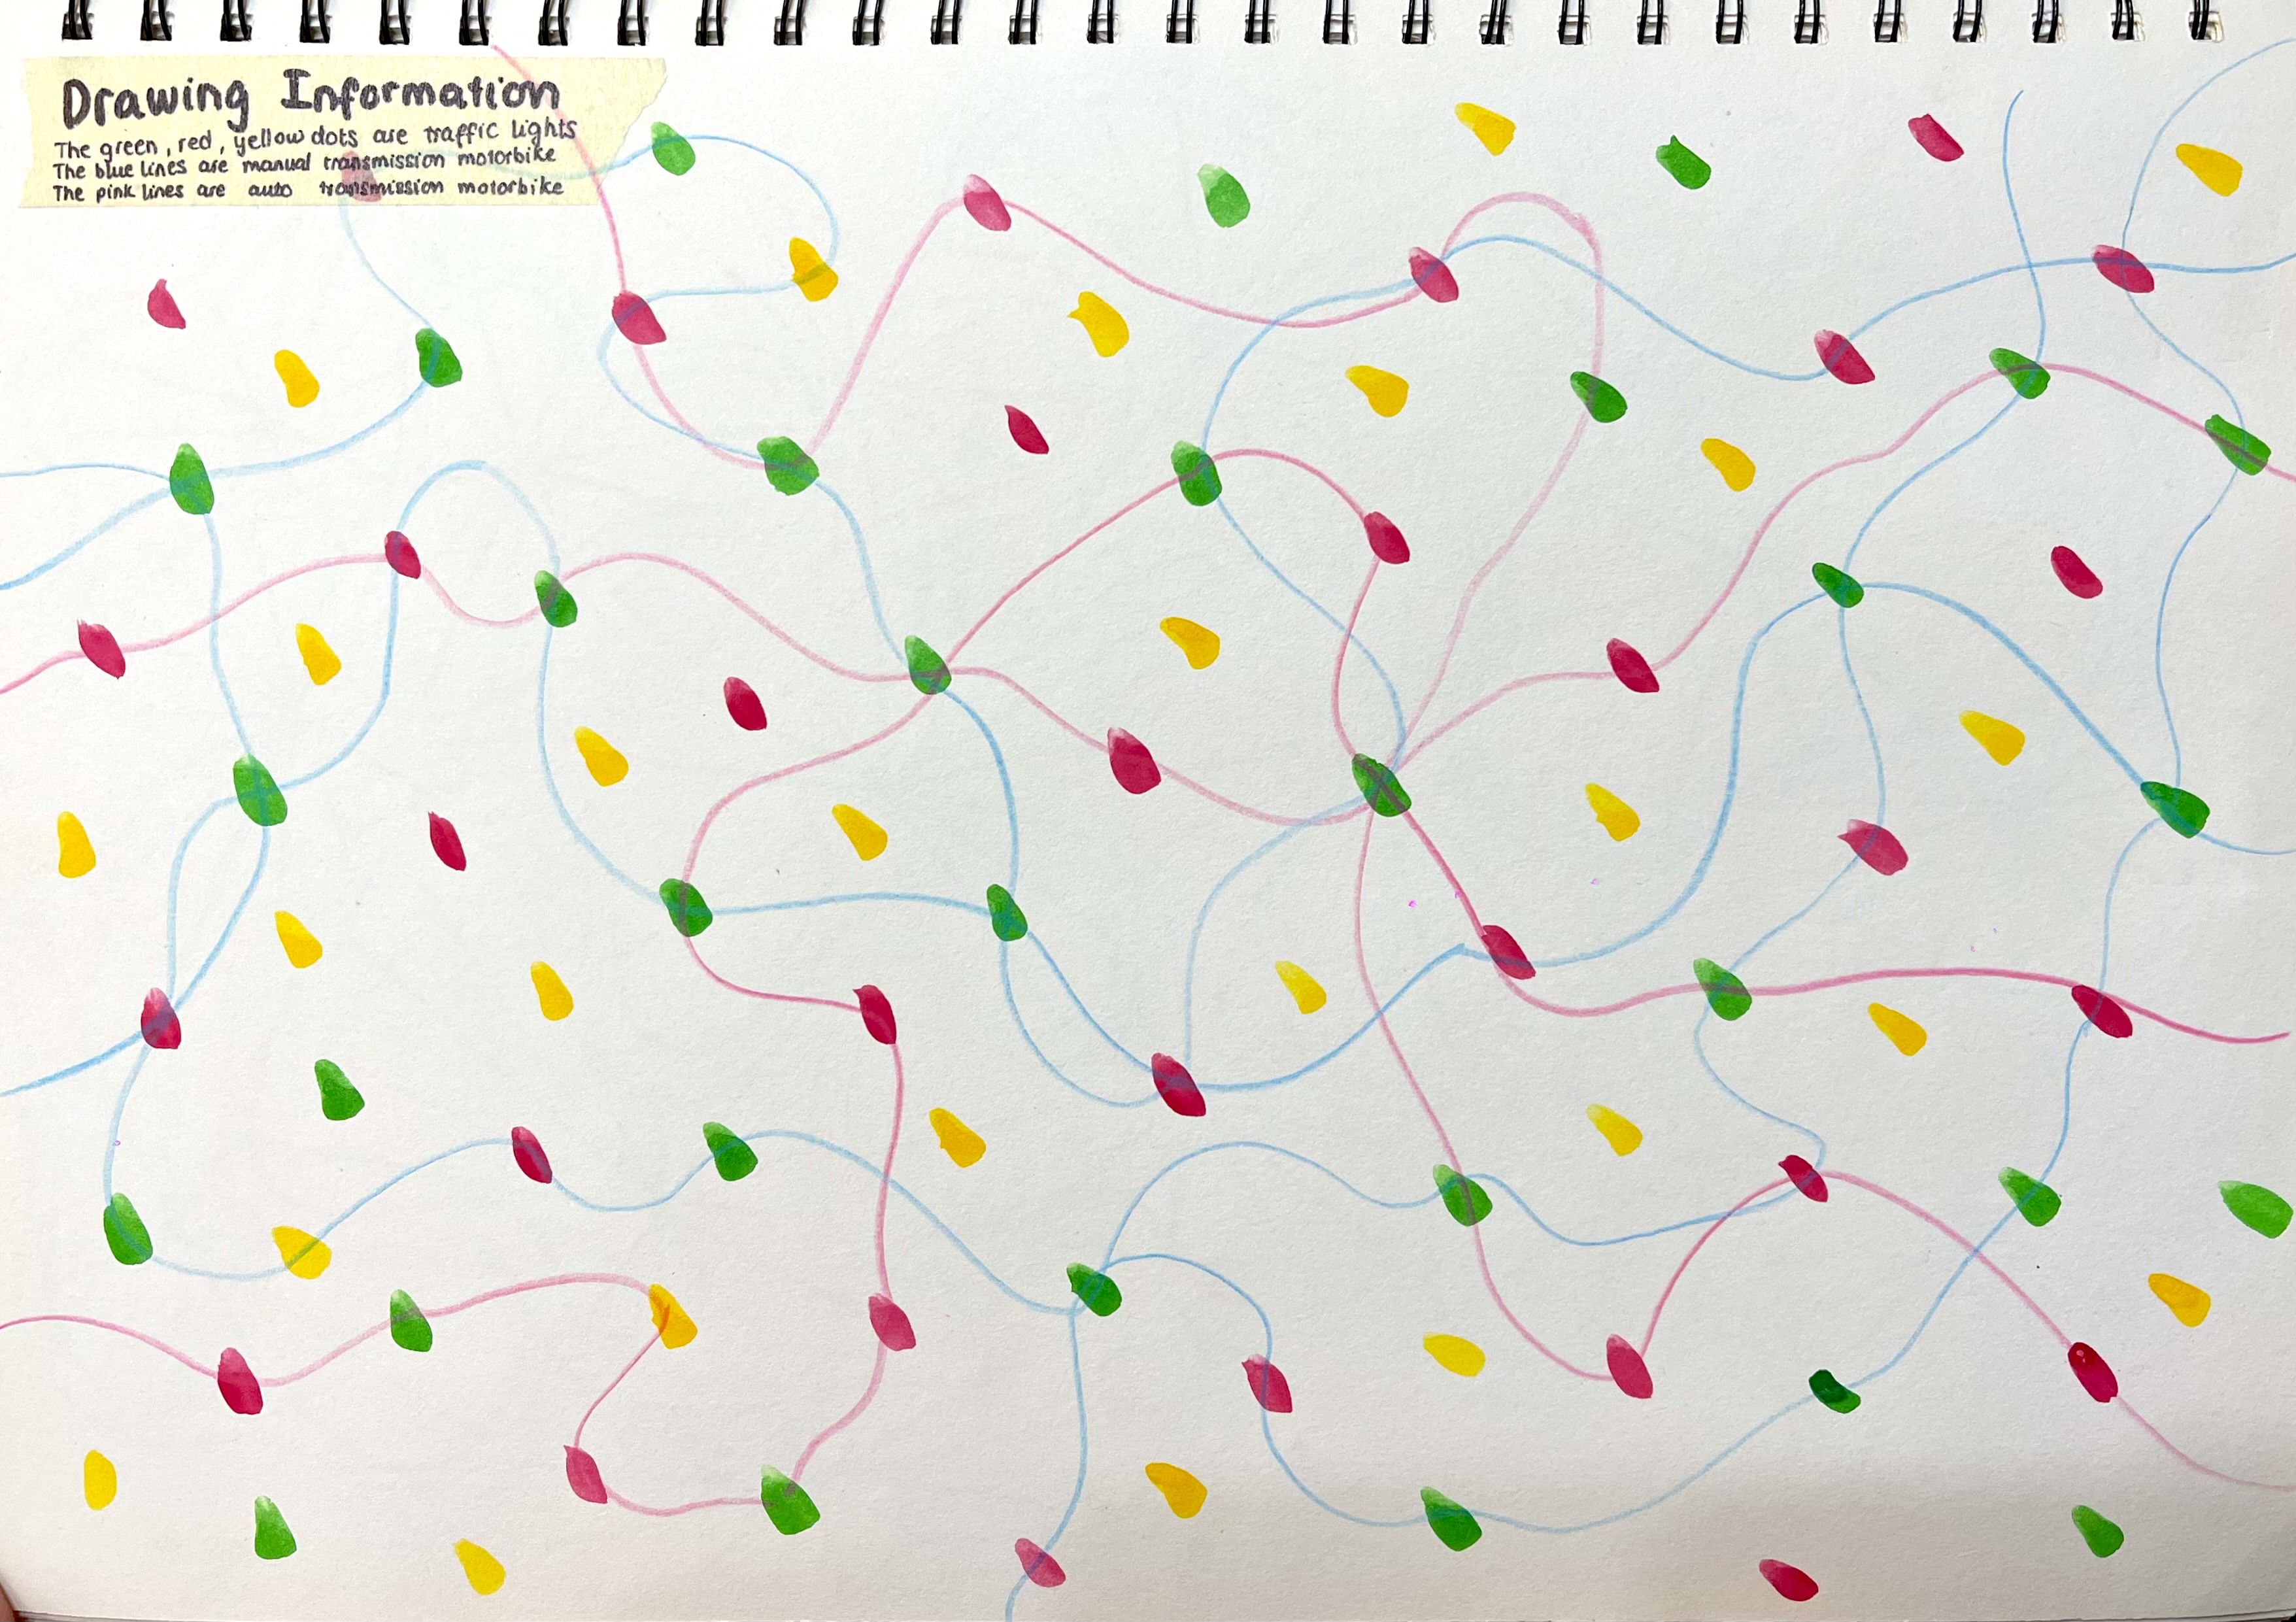 Drawing Information
The green, red, yellow dots are traffic lights
The blue lines are manual transmission motorbike
The pink lines are auto transmission motorbike